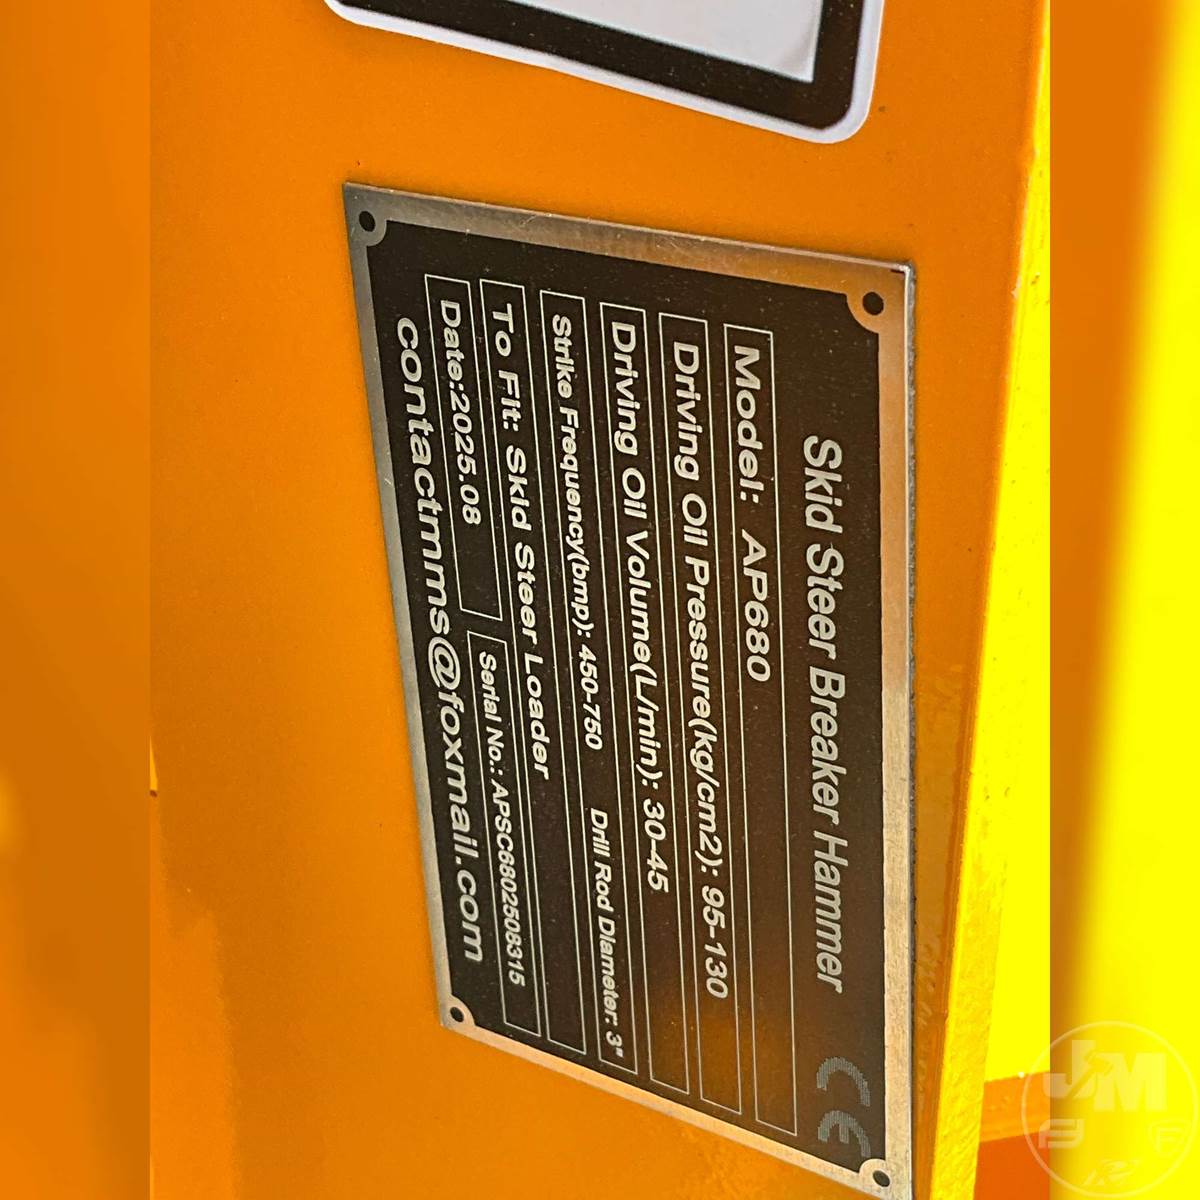 Skid Steer Breaker Hammer CE
Model: AP680
Driving Oil Pressure(kg/cm2): 95-130
Driving Oil Volume(L/min): 30-45
Strike Frequency(bmp): 450-750 Drill Rod Diameter: 3"
To Fit: Skid Steer Loader
Date:2025.08 Serial No.: APSC6802508315
contactmms@foxmail.com
JM